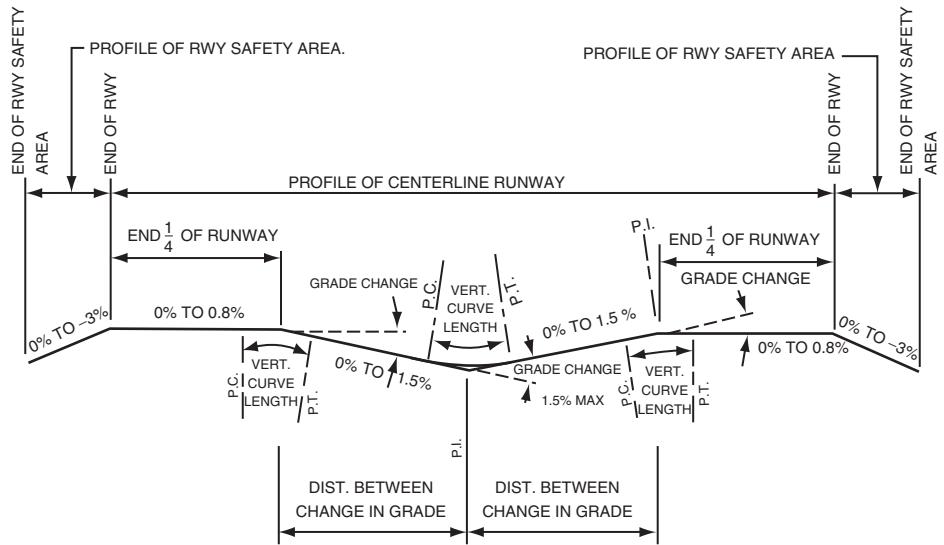 END OF RWY SAFETY
AREA
PROFILE OF RWY SAFETY AREA.
END OF RWY
PROFILE OF RWY SAFETY AREA
END OF RWY
END OF RWY SAFETY
AREA
PROFILE OF CENTERLINE RUNWAY
END 1/4 OF RUNWAY
P.I.
END 1/4 OF RUNWAY
GRADE CHANGE
P.C.
VERT.
CURVE
LENGTH
P.T.
GRADE CHANGE
0% TO –3%
0% TO 0.8%
0% TO 1.5 %
0% TO 0.8%
0% TO –3%
P.C.
VERT.
CURVE
LENGTH
P.T.
0% TO 1.5%
GRADE CHANGE
1.5% MAX
P.C.
VERT.
CURVE
LENGTH
P.T.
P.I.
DIST. BETWEEN
CHANGE IN GRADE
DIST. BETWEEN
CHANGE IN GRADE